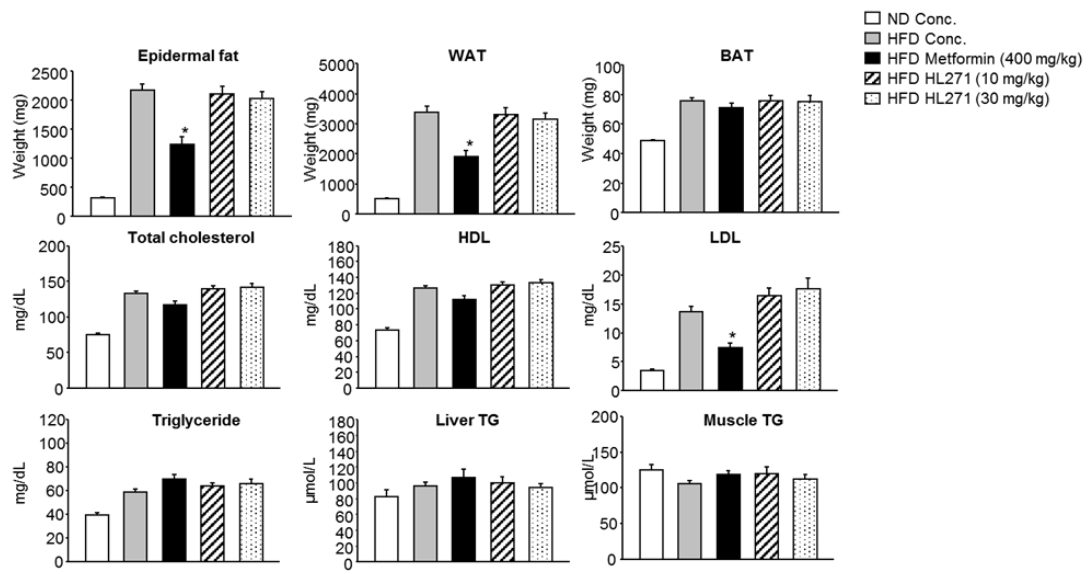 ND Conc.
HFD Conc.
HFD Metformin (400 mg/kg)
HFD HL271 (10 mg/kg)
HFD HL271 (30 mg/kg)
Epidermal fat
Weight (mg)
2500
2000
1500
1000
500
0
*
WAT
Weight (mg)
5000
4000
3000
2000
1000
0
*
BAT
Weight (mg)
100
80
60
40
20
0
Total cholesterol
mg/dL
200
150
100
50
0
HDL
mg/dL
180
160
140
120
100
80
60
40
20
0
LDL
mg/dL
25
20
15
10
5
0
*
Triglyceride
mg/dL
120
100
80
60
40
20
0
Liver TG
µmol/L
180
160
140
120
100
80
60
40
20
0
Muscle TG
µmol/L
200
150
100
50
0